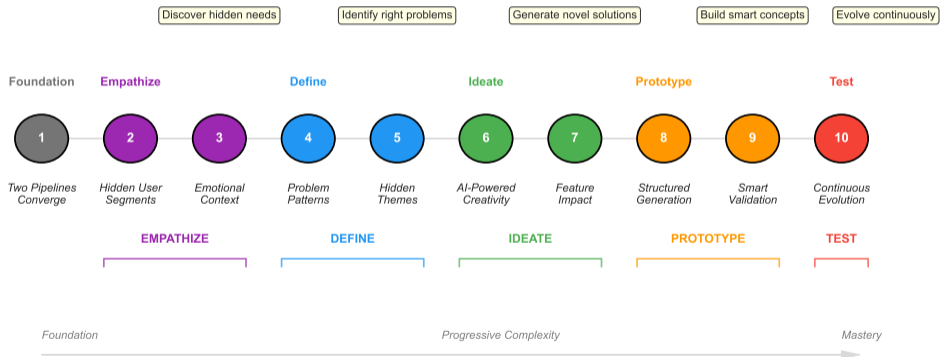 Discover hidden needs
Identify right problems
Generate novel solutions
Build smart concepts
Evolve continuously
Foundation
Empathize
Define
Ideate
Prototype
Test
1
2
3
4
5
6
7
8
9
10
Two Pipelines
Converge
Hidden User
Segments
Emotional
Context
Problem
Patterns
Hidden
Themes
AI-Powered
Creativity
Feature
Impact
Structured
Generation
Smart
Validation
Continuous
Evolution
EMPATHIZE
DEFINE
IDEATE
PROTOTYPE
TEST
Foundation
Progressive Complexity
Mastery